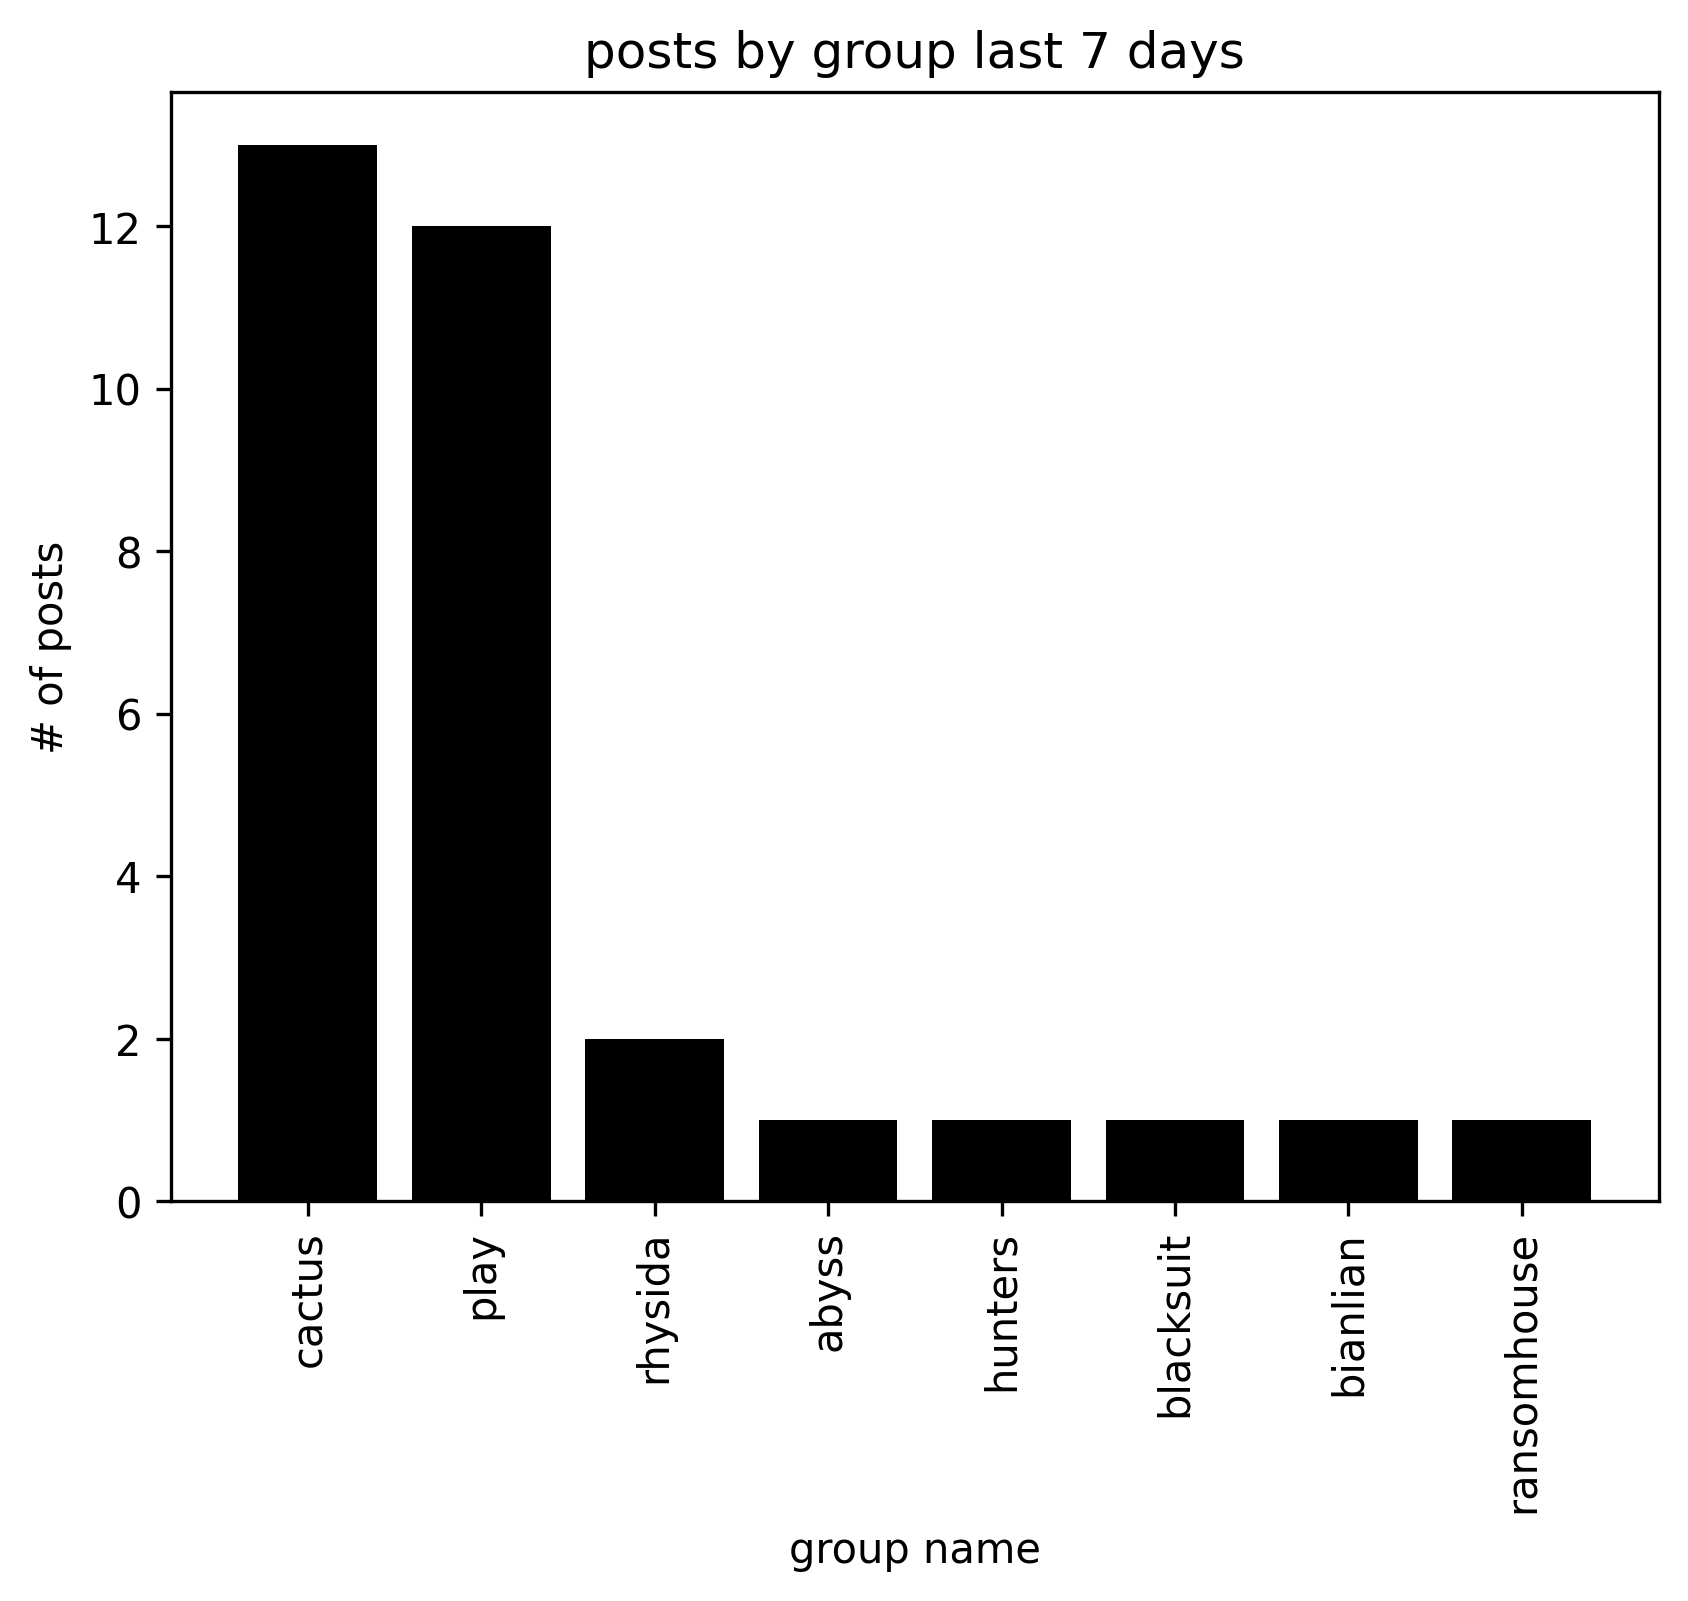 posts by group last 7 days
# of posts
12
10
8
6
4
2
0
cactus
play
rhysida
abyss
hunters
blacksuit
bianlian
ransomhouse
group name